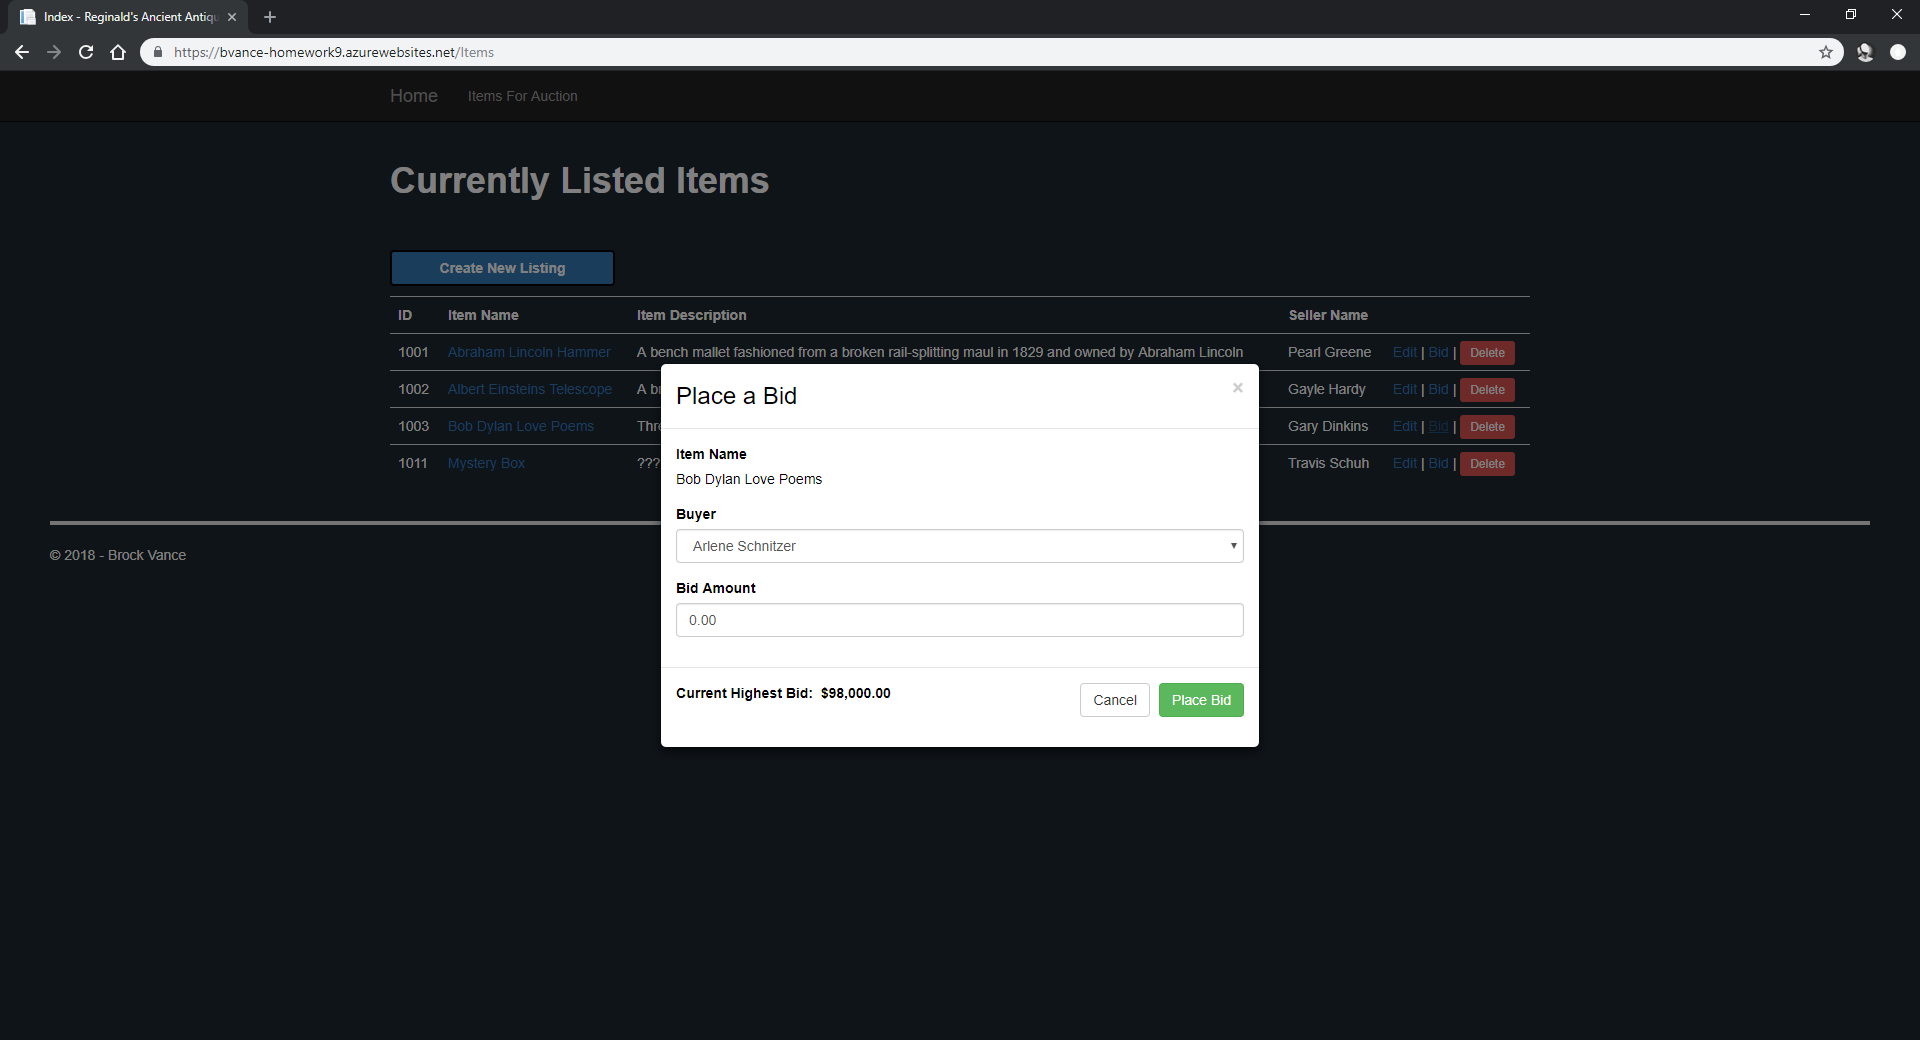 Index - Reginald's Ancient Antiqu
https://bvance-homework9.azurewebsites.net/Items
Home Items For Auction
Currently Listed Items
Create New Listing
ID Item Name Item Description Seller Name
1001 Abraham Lincoln Hammer A bench mallet fashioned from a broken rail-splitting maul in 1829 and owned by Abraham Lincoln Pearl Greene Edit | Bid | Delete
1002 Albert Einsteins Telescope A b Gayle Hardy Edit | Bid | Delete
1003 Bob Dylan Love Poems Thr Gary Dinkins Edit | Bid | Delete
1011 Mystery Box ??? Travis Schuh Edit | Bid | Delete
Place a Bid ×
Item Name
Bob Dylan Love Poems
Buyer
Arlene Schnitzer
Bid Amount
0.00
Current Highest Bid: $98,000.00 Cancel Place Bid
© 2018 - Brock Vance